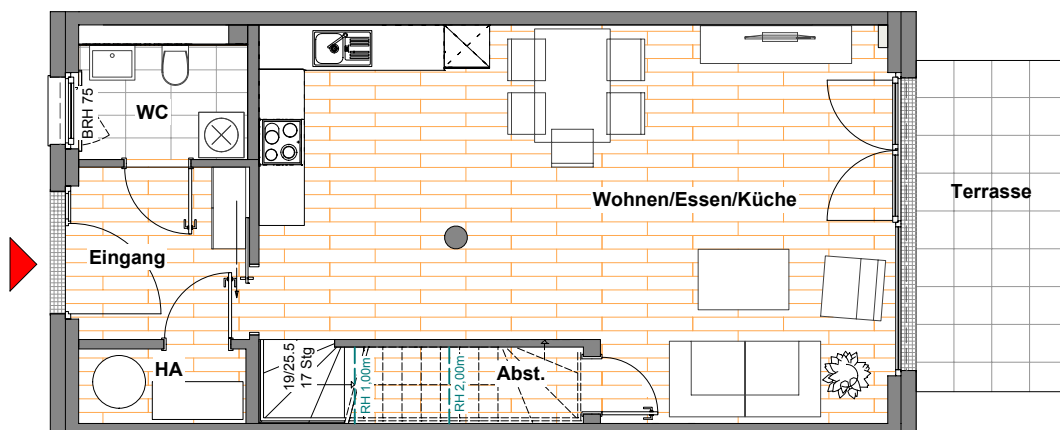 BRH 75
WC
Wohnen/Essen/Küche
Terrasse
Eingang
HA
19/25.5
17 Stg
RH 1,00m
RH 2,00m
Abst.